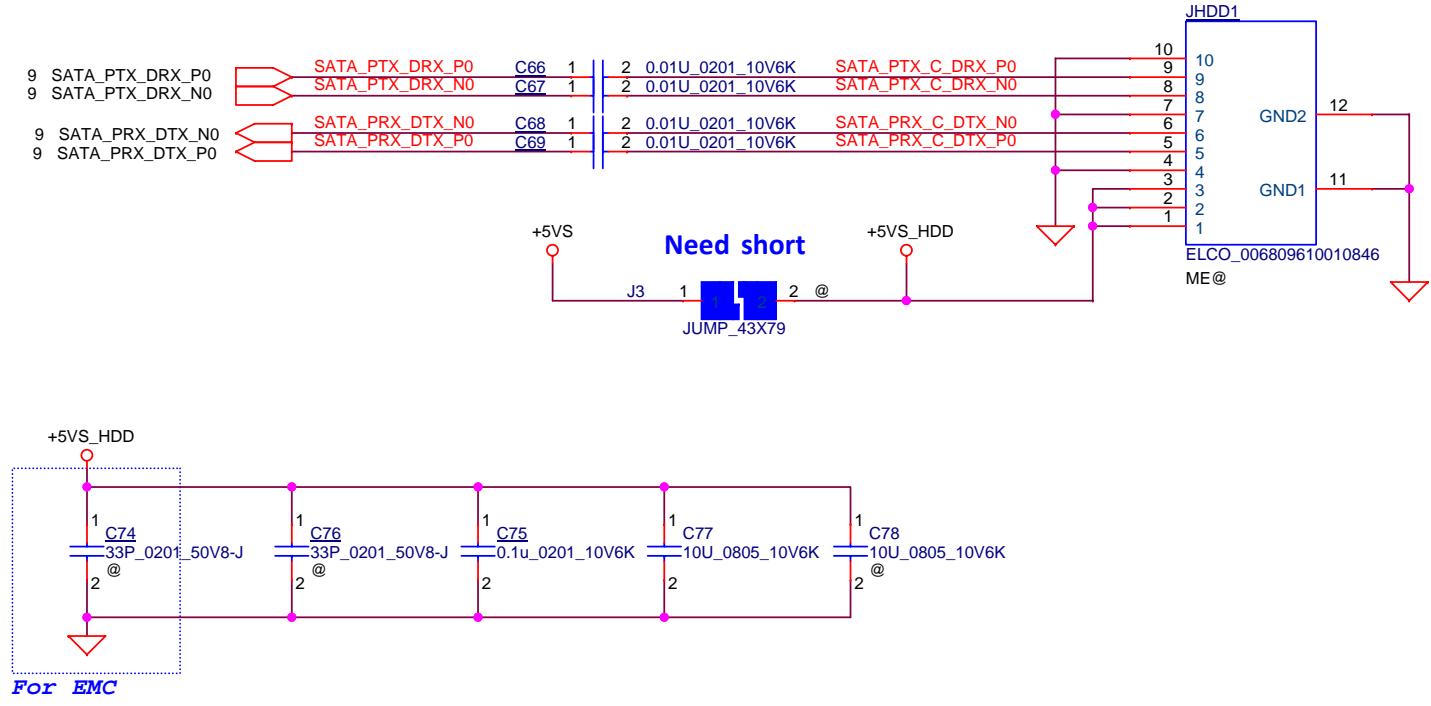 JHDD1
9 SATA_PTX_DRX_P0 SATA_PTX_DRX_P0 C66 1 2 0.01U_0201_10V6K SATA_PTX_C_DRX_P0
9 SATA_PTX_DRX_N0 SATA_PTX_DRX_N0 C67 1 2 0.01U_0201_10V6K SATA_PTX_C_DRX_N0
9 SATA_PRX_DTX_N0 SATA_PRX_DTX_N0 C68 1 2 0.01U_0201_10V6K SATA_PRX_C_DTX_N0
9 SATA_PRX_DTX_P0 SATA_PRX_DTX_P0 C69 1 2 0.01U_0201_10V6K SATA_PRX_C_DTX_P0
10 10
9 9
8 8
7 7
6 6
5 5
4 4
3 3
2 2
1 1
GND2 12
GND1 11
ELCO_006809610010846
ME@
+5VS Need short +5VS_HDD
J3 1 1 2 2 @
JUMP_43X79
+5VS_HDD
1 1 1 1 1
C74 C76 C75 C77 C78
33P_0201_50V8-J 33P_0201_50V8-J 0.1u_0201_10V6K 10U_0805_10V6K 10U_0805_10V6K
@ @ @
2 2 2 2 2
For EMC